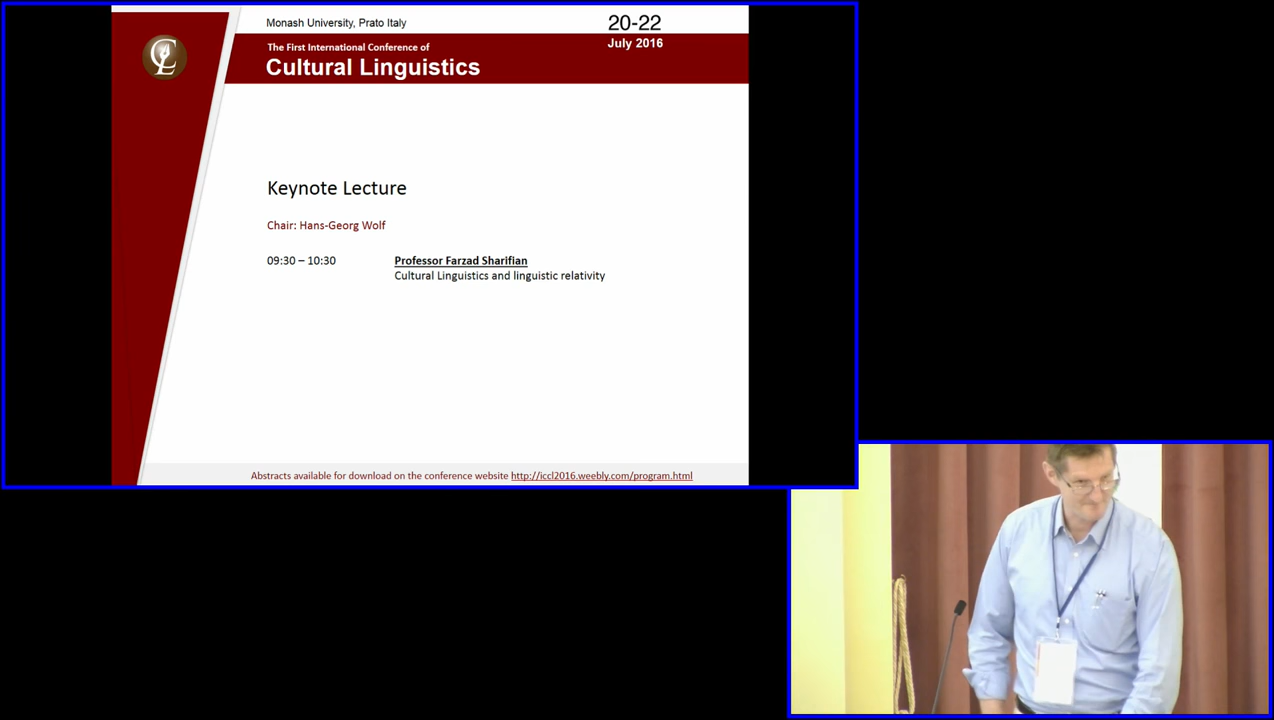 Monash University, Prato Italy
20-22
July 2016
The First International Conference of
Cultural Linguistics
Keynote Lecture
Chair: Hans-Georg Wolf
09:30 – 10:30 Professor Farzad Sharifian
Cultural Linguistics and linguistic relativity
Abstracts available for download on the conference website http://iccl2016.weebly.com/program.html